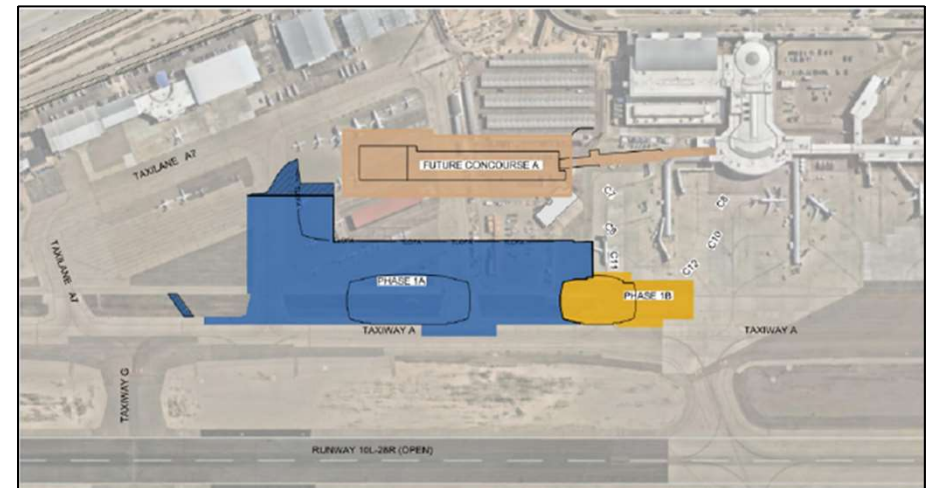 TAXILANE A7
FUTURE CONCOURSE A
C7
C8
C9
C10
C11
C12
TAXILANE A7
PHASE 1A
PHASE 1B
TAXIWAY A
TAXIWAY A
TAXIWAY G
RUNWAY 10L-28R (OPEN)